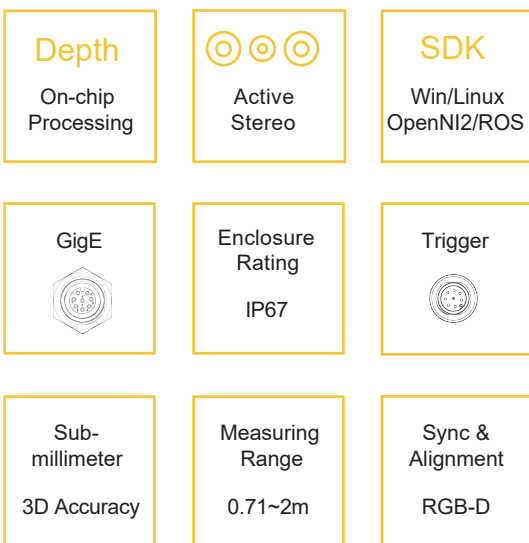 Depth
On-chip
Processing
Active
Stereo
SDK
Win/Linux
OpenNI2/ROS
GigE
Enclosure
Rating
IP67
Trigger
Sub-
millimeter
3D Accuracy
Measuring
Range
0.71~2m
Sync &
Alignment
RGB-D